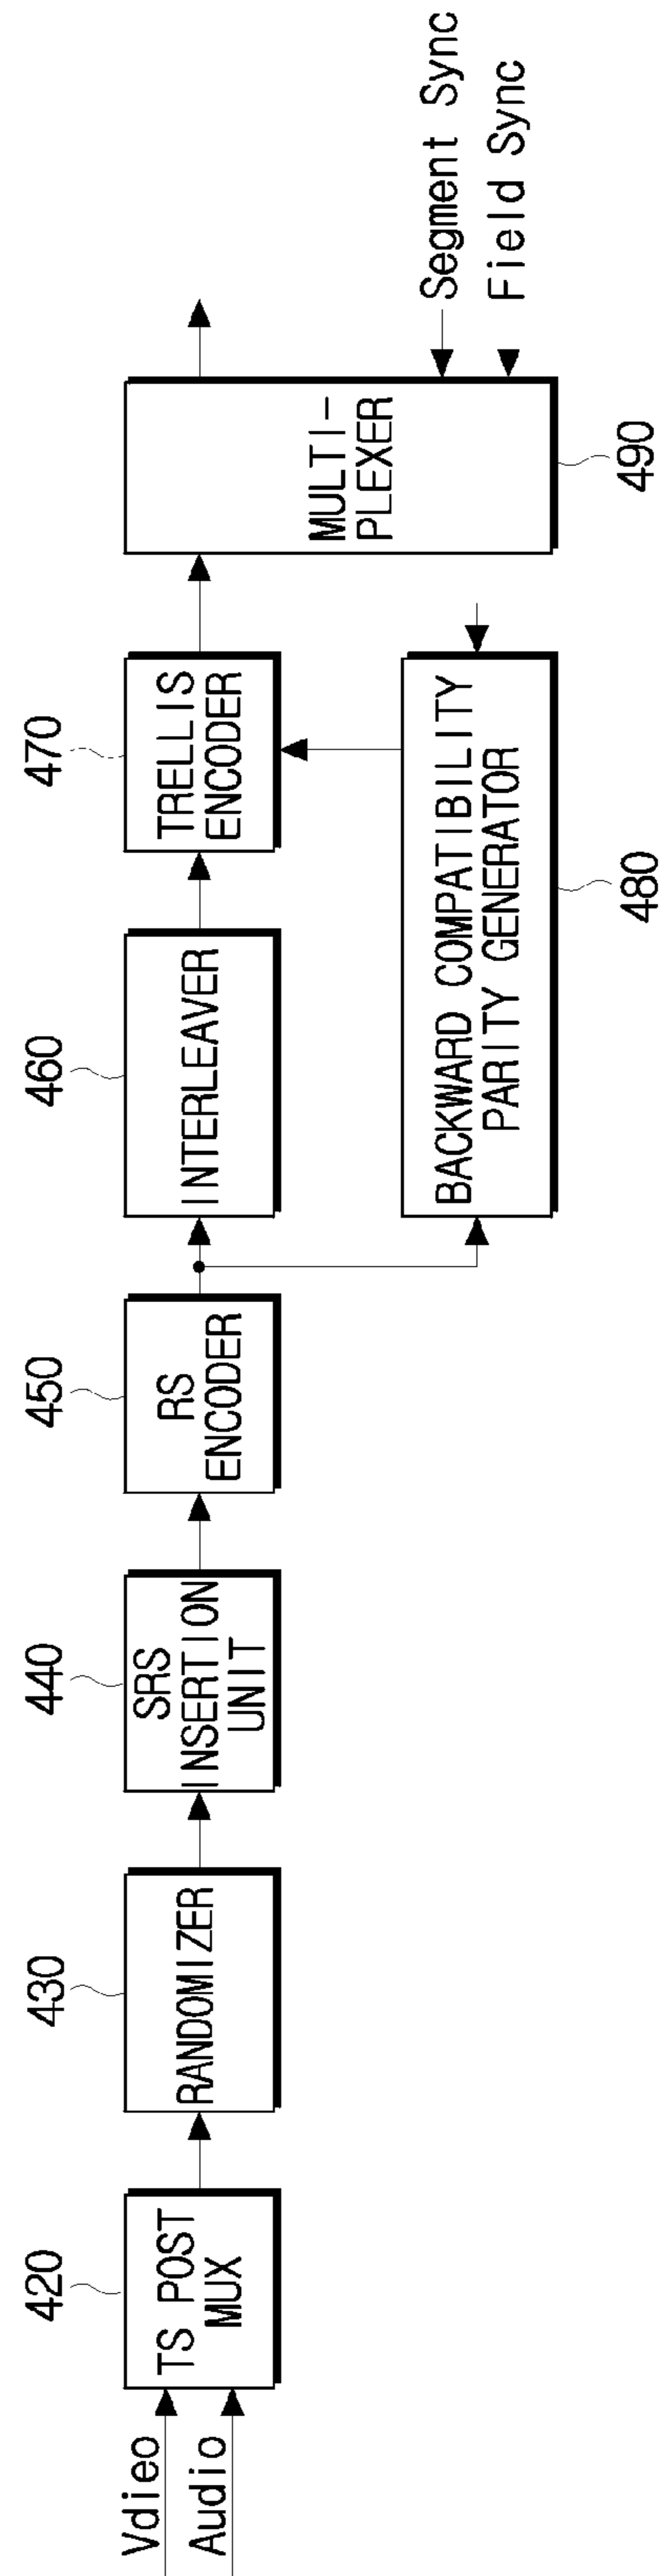 Vdieo
Audio
420
TS POST
MUX
430
RANDOMIZER
440
SRS
INSERTION
UNIT
450
RS
ENCODER
460
INTERLEAVER
470
TRELLIS
ENCODER
BACKWARD COMPATIBILITY
PARITY GENERATOR
480
MULTI-
PLEXER
490
Segment Sync
Field Sync